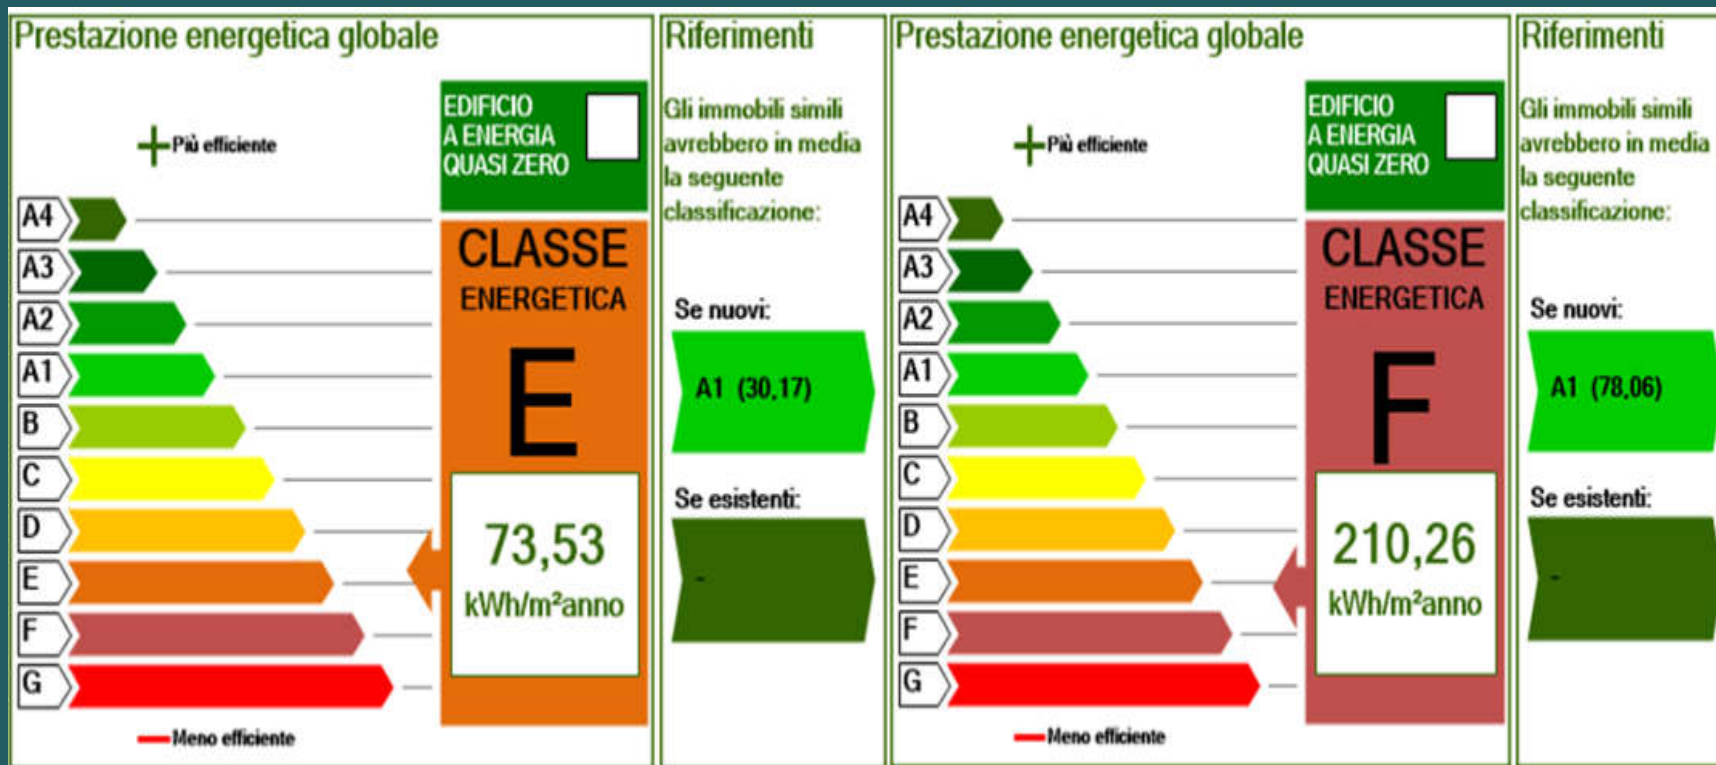 Prestazione energetica globale
Più efficiente
EDIFICIO
A ENERGIA
QUASI ZERO
A4
A3
A2
A1
B
C
D
E
F
G
Meno efficiente
CLASSE
ENERGETICA
E
73,53
kWh/m²anno
Riferimenti
Gli immobili simili
avrebbero in media
la seguente
classificazione:
Se nuovi:
A1 (30,17)
Se esistenti:
-
Prestazione energetica globale
Più efficiente
EDIFICIO
A ENERGIA
QUASI ZERO
A4
A3
A2
A1
B
C
D
E
F
G
Meno efficiente
CLASSE
ENERGETICA
F
210,26
kWh/m²anno
Riferimenti
Gli immobili simili
avrebbero in media
la seguente
classificazione:
Se nuovi:
A1 (78,06)
Se esistenti:
-